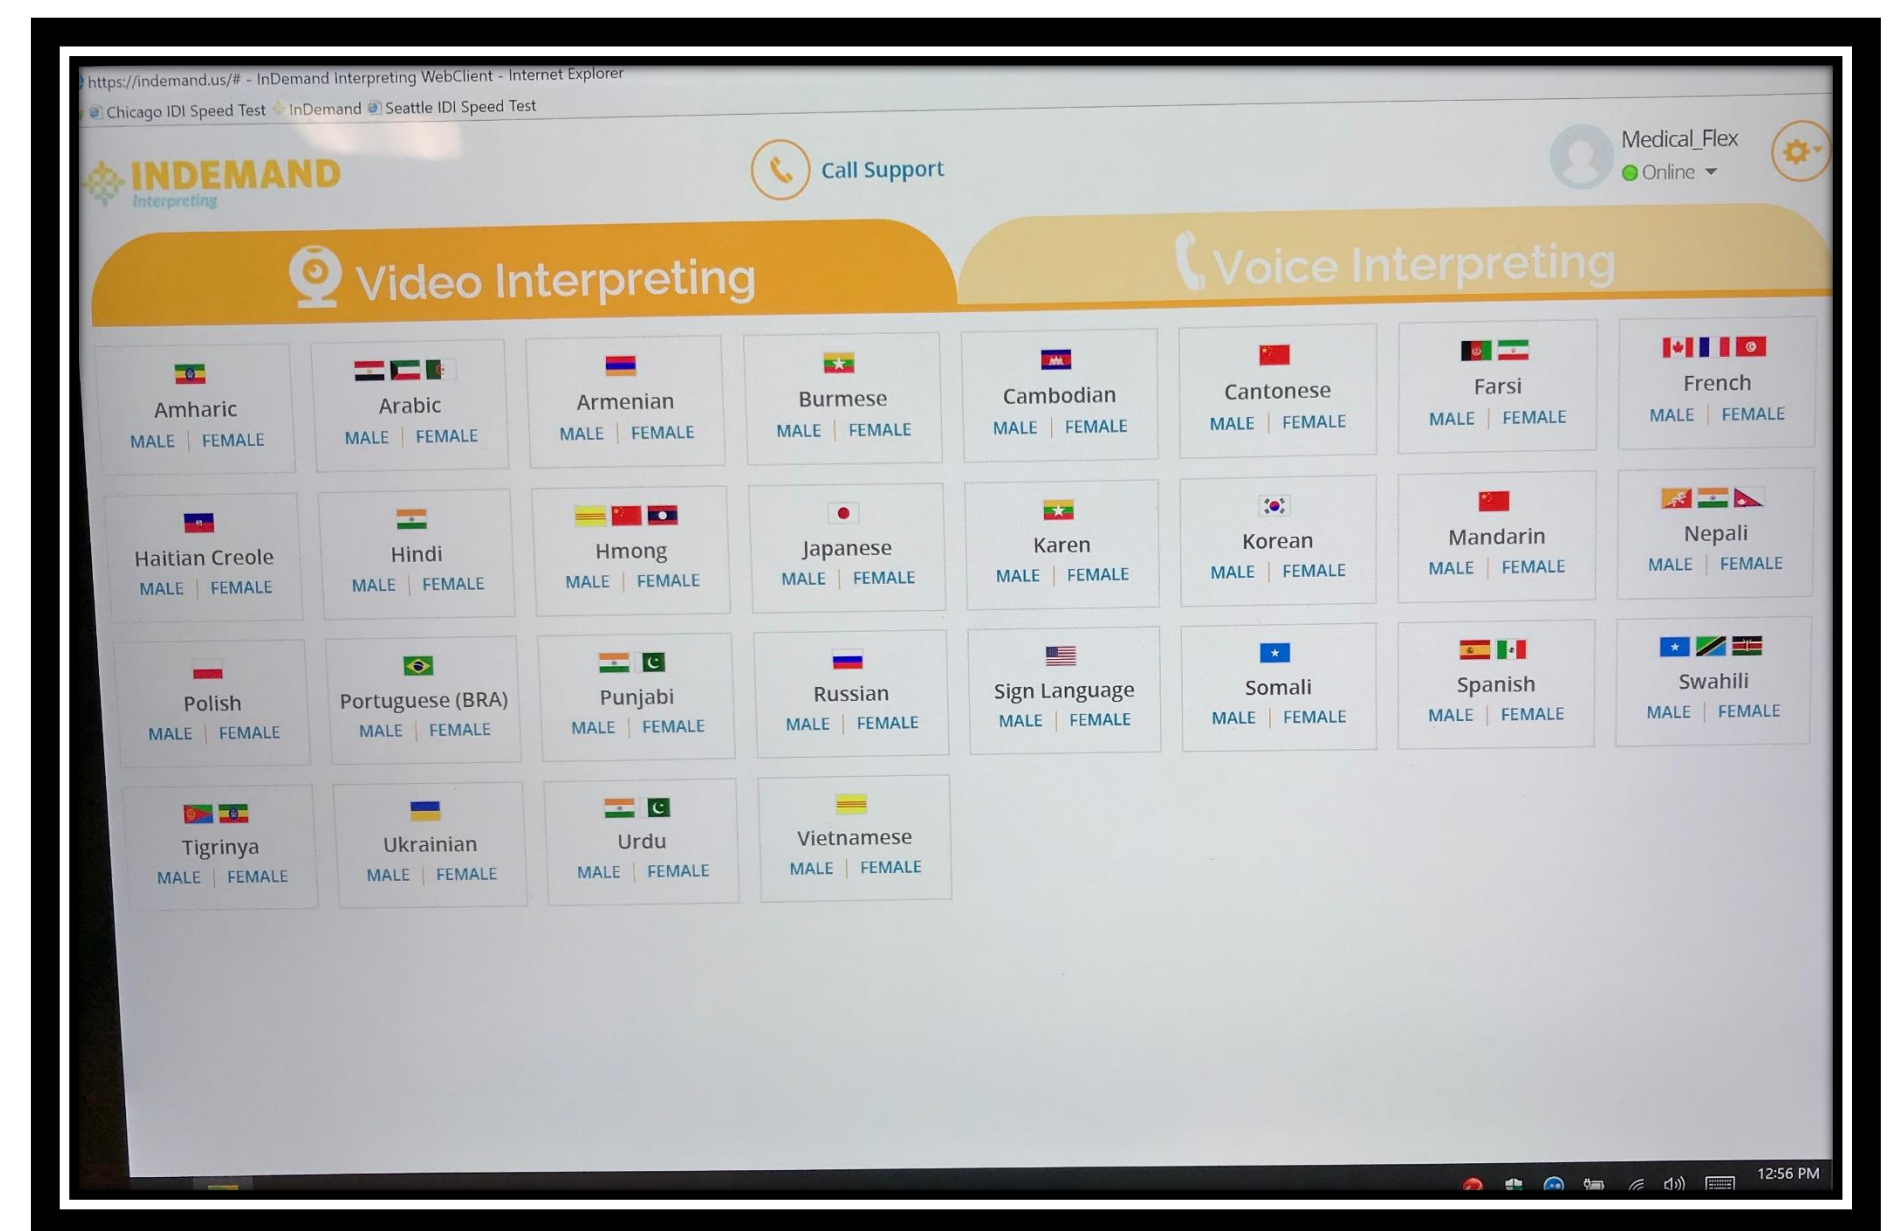 https://indemand.us/# - InDemand Interpreting WebClient - Internet Explorer
Chicago IDI Speed Test InDemand Seattle IDI Speed Test
INDEMAND
Interpreting
Call Support
Medical_Flex
Online
Video Interpreting
Voice Interpreting
Amharic
MALE | FEMALE
Arabic
MALE | FEMALE
Armenian
MALE | FEMALE
Burmese
MALE | FEMALE
Cambodian
MALE | FEMALE
Cantonese
MALE | FEMALE
Farsi
MALE | FEMALE
French
MALE | FEMALE
Haitian Creole
MALE | FEMALE
Hindi
MALE | FEMALE
Hmong
MALE | FEMALE
Japanese
MALE | FEMALE
Karen
MALE | FEMALE
Korean
MALE | FEMALE
Mandarin
MALE | FEMALE
Nepali
MALE | FEMALE
Polish
MALE | FEMALE
Portuguese (BRA)
MALE | FEMALE
Punjabi
MALE | FEMALE
Russian
MALE | FEMALE
Sign Language
MALE | FEMALE
Somali
MALE | FEMALE
Spanish
MALE | FEMALE
Swahili
MALE | FEMALE
Tigrinya
MALE | FEMALE
Ukrainian
MALE | FEMALE
Urdu
MALE | FEMALE
Vietnamese
MALE | FEMALE
12:56 PM